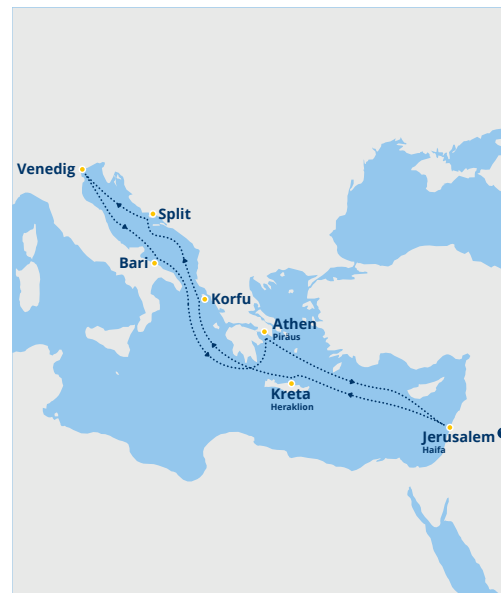 Venedig
Split
Bari
Korfu
Athen
Piräus
Kreta
Heraklion
Jerusalem
Haifa